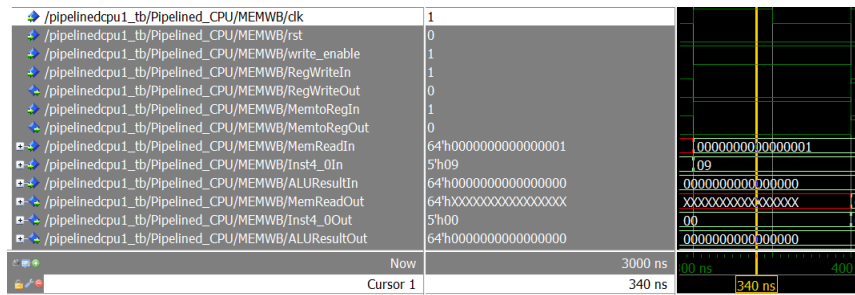 /pipelinedcpu1_tb/Pipelined_CPU/MEMWB/clk 1
/pipelinedcpu1_tb/Pipelined_CPU/MEMWB/rst 0
/pipelinedcpu1_tb/Pipelined_CPU/MEMWB/write_enable 1
/pipelinedcpu1_tb/Pipelined_CPU/MEMWB/RegWriteIn 1
/pipelinedcpu1_tb/Pipelined_CPU/MEMWB/RegWriteOut 0
/pipelinedcpu1_tb/Pipelined_CPU/MEMWB/MemtoRegIn 1
/pipelinedcpu1_tb/Pipelined_CPU/MEMWB/MemtoRegOut 0
/pipelinedcpu1_tb/Pipelined_CPU/MEMWB/MemReadIn 64'h0000000000000001 0000000000000001
/pipelinedcpu1_tb/Pipelined_CPU/MEMWB/Inst4_0In 5'h09 09
/pipelinedcpu1_tb/Pipelined_CPU/MEMWB/ALUResultIn 64'h0000000000000000 0000000000000000
/pipelinedcpu1_tb/Pipelined_CPU/MEMWB/MemReadOut 64'hXXXXXXXXXXXXXXXX XXXXXXXXXXXXXXXX
/pipelinedcpu1_tb/Pipelined_CPU/MEMWB/Inst4_0Out 5'h00 00
/pipelinedcpu1_tb/Pipelined_CPU/MEMWB/ALUResultOut 64'h0000000000000000 0000000000000000
Now 3000 ns 00 ns 400
Cursor 1 340 ns 340 ns